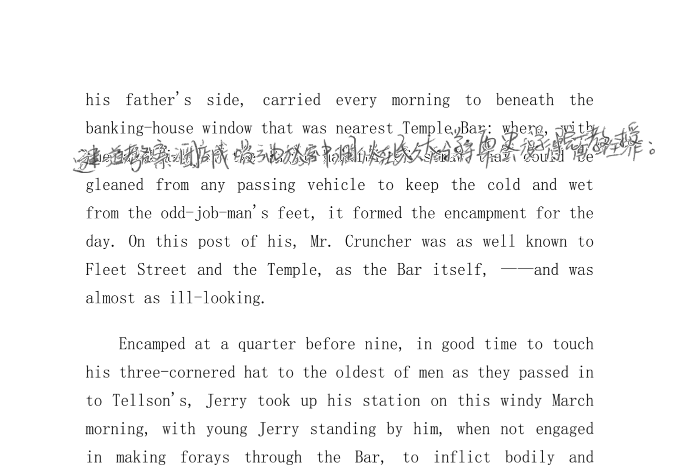 his father's side, carried every morning to beneath the
banking-house window that was nearest Temple Bar: where, with
could be
gleaned from any passing vehicle to keep the cold and wet
from the odd-job-man's feet, it formed the encampment for the
day. On this post of his, Mr. Cruncher was as well known to
Fleet Street and the Temple, as the Bar itself, ——and was
almost as ill-looking.
Encamped at a quarter before nine, in good time to touch
his three-cornered hat to the oldest of men as they passed in
to Tellson's, Jerry took up his station on this windy March
morning, with young Jerry standing by him, when not engaged
in making forays through the Bar, to inflict bodily and